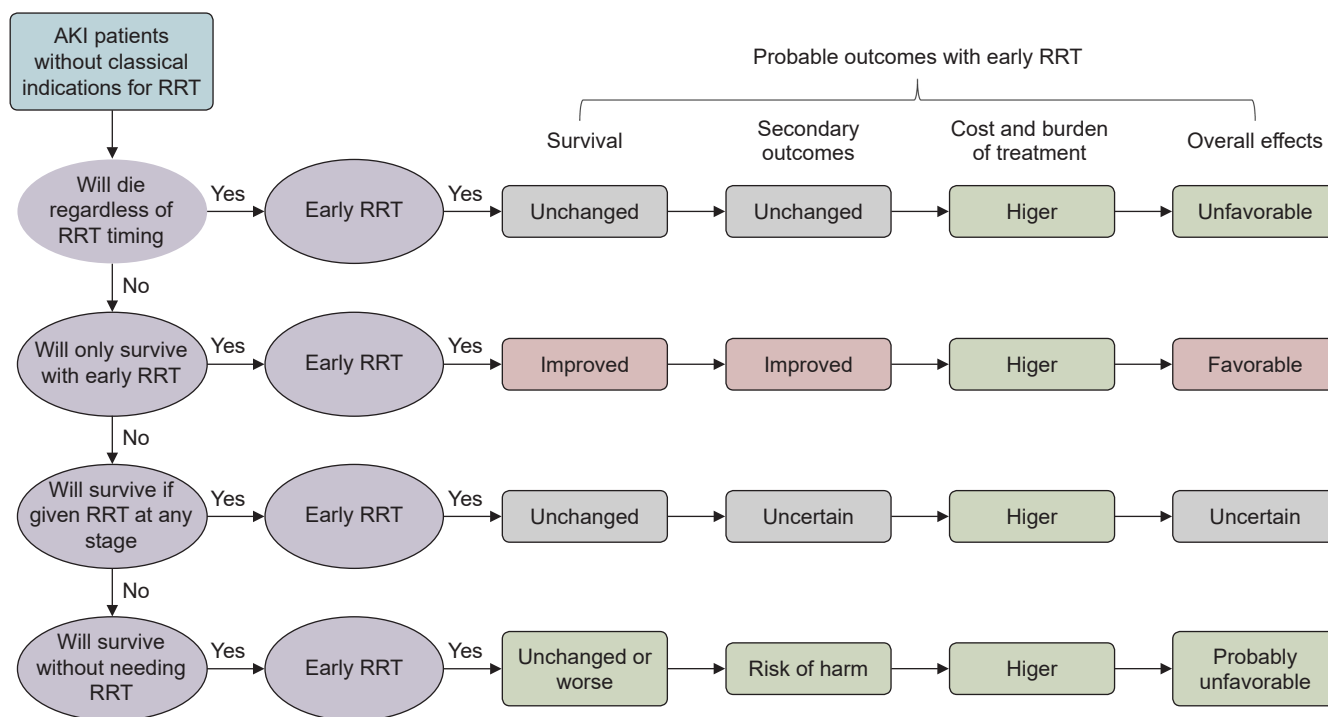 AKI patients
without classical
indications for RRT
Probable outcomes with early RRT
Survival
Secondary
outcomes
Cost and burden
of treatment
Overall effects
Will die
regardless of
RRT timing
Yes
Early RRT
Yes
Unchanged
Unchanged
Higer
Unfavorable
No
Will only survive
with early RRT
Yes
Early RRT
Yes
Improved
Improved
Higer
Favorable
No
Will survive if
given RRT at any
stage
Yes
Early RRT
Yes
Unchanged
Uncertain
Higer
Uncertain
No
Will survive
without needing
RRT
Yes
Early RRT
Yes
Unchanged or
worse
Risk of harm
Higer
Probably
unfavorable